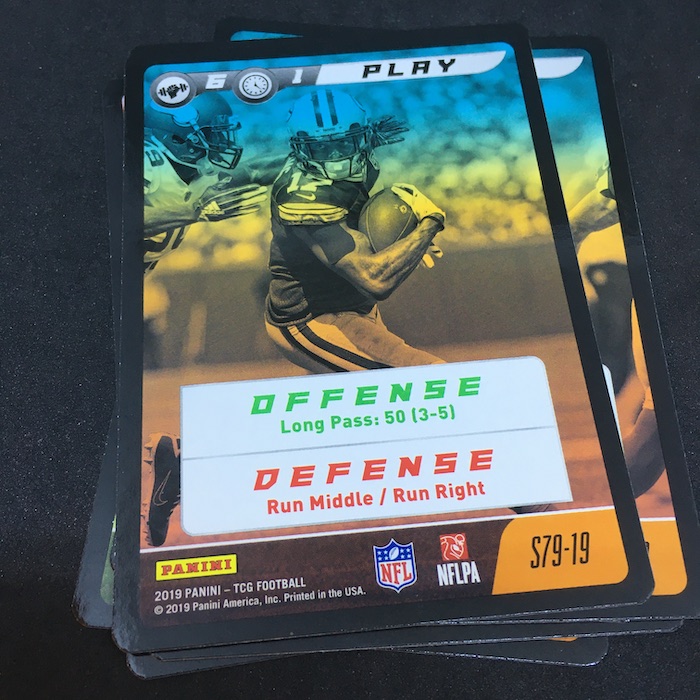 6 1 PLAY
17
OFFENSE
Long Pass: 50 (3-5)
DEFENSE
Run Middle / Run Right
PANINI
NFL
NFLPA
S79-19
2019 PANINI – TCG FOOTBALL
© 2019 Panini America, Inc. Printed in the USA.